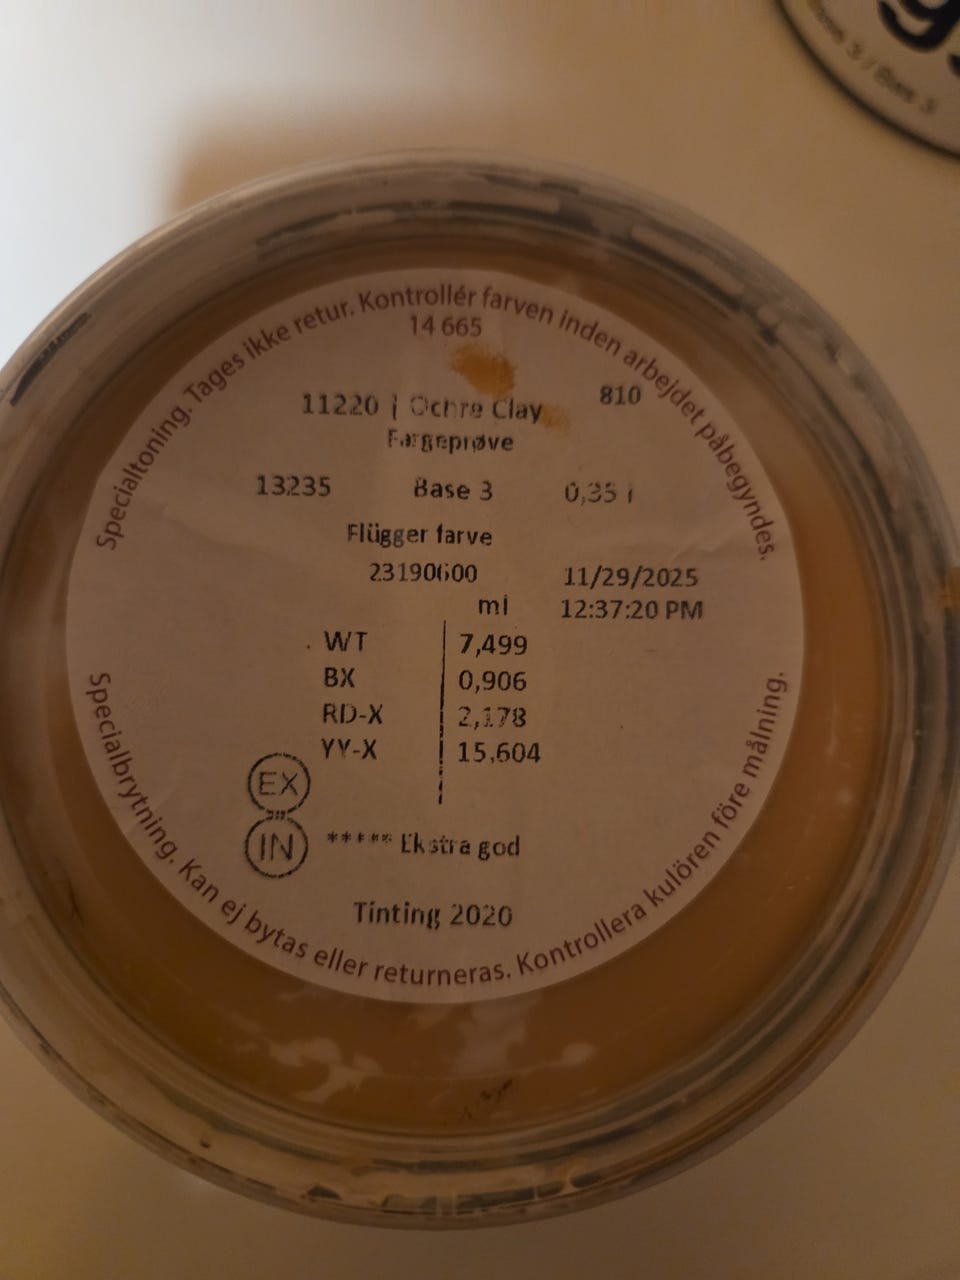 Specialtoning. Tages ikke retur. Kontrollér farven inden arbejdet påbegyndes.
14 665
810
11220 | Ochre Clay
Fargeprøve
13235 Base 3 0,35 l
Flügger farve
23190600 11/29/2025
ml 12:37:20 PM
WT 7,499
BX 0,906
RD-X 2,178
YY-X 15,604
EX
IN ***** Ekstra god
Tinting 2020
Specialbrytning. Kan ej bytas eller returneras. Kontrollera kulören före målning.
3 / Bas 3